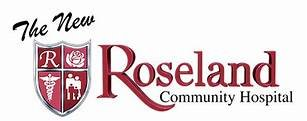 The New
R
Roseland
Community Hospital